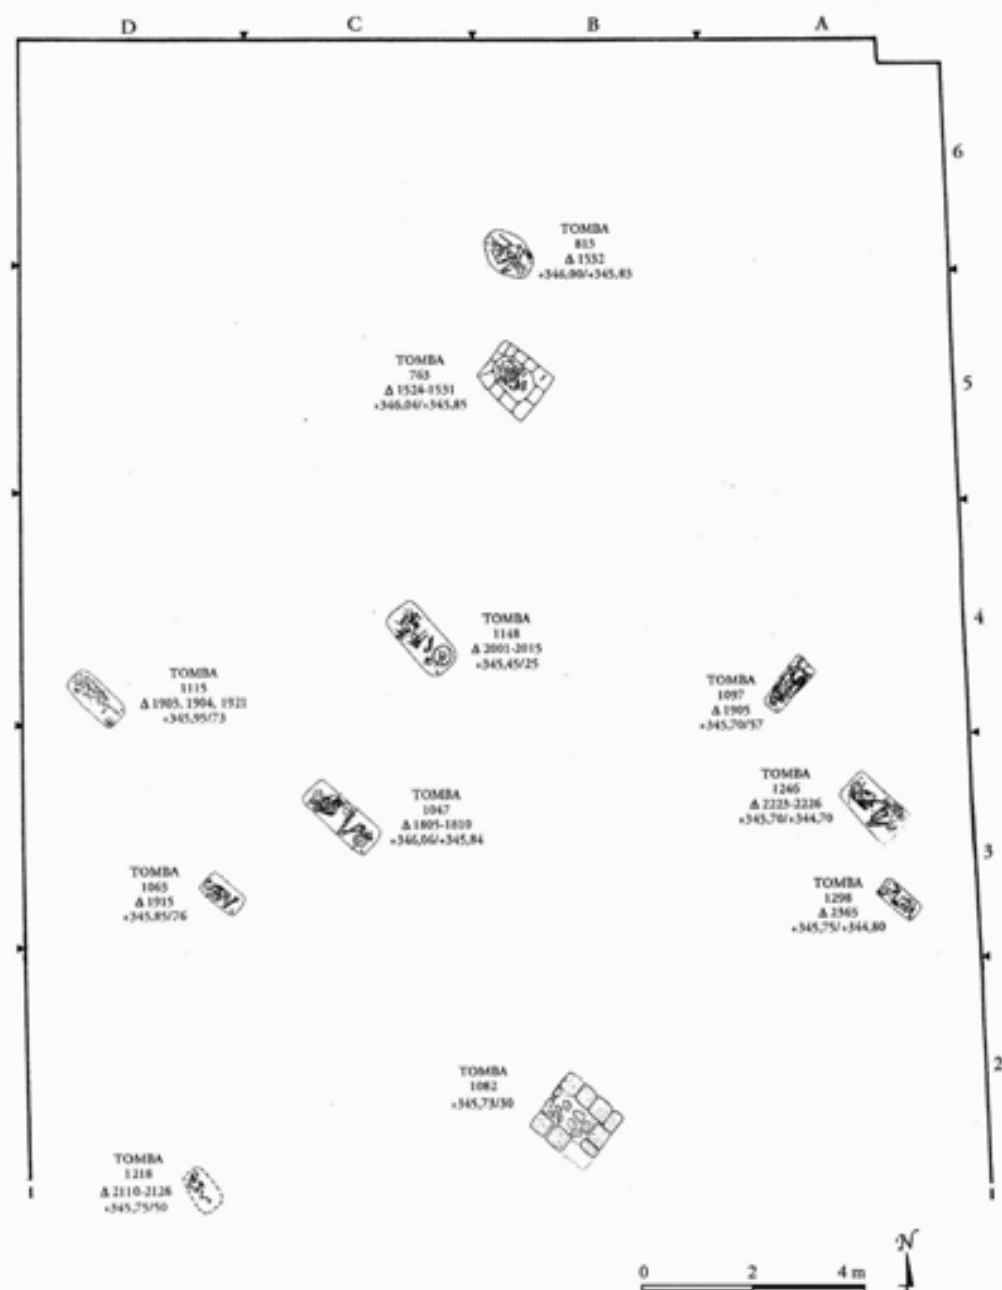 D C B A
6
TOMBA
813
Δ 1532
+346,00/+345,83
TOMBA
763
Δ 1524-1531
+346,04/+345,85
5
TOMBA
1148
Δ 2001-2015
+345,45/25
4
TOMBA
1115
Δ 1903, 1904, 1921
+345,95/73
TOMBA
1097
Δ 1905
+345,70/57
TOMBA
1246
Δ 2223-2226
+345,70/+344,70
TOMBA
1047
Δ 1805-1810
+346,06/+345,84
3
TOMBA
1063
Δ 1915
+345,85/76
TOMBA
1298
Δ 2365
+345,75/+344,80
2
TOMBA
1082
+345,73/30
TOMBA
1218
Δ 2110-2126
+345,75/50
1 1
N
0 2 4 m